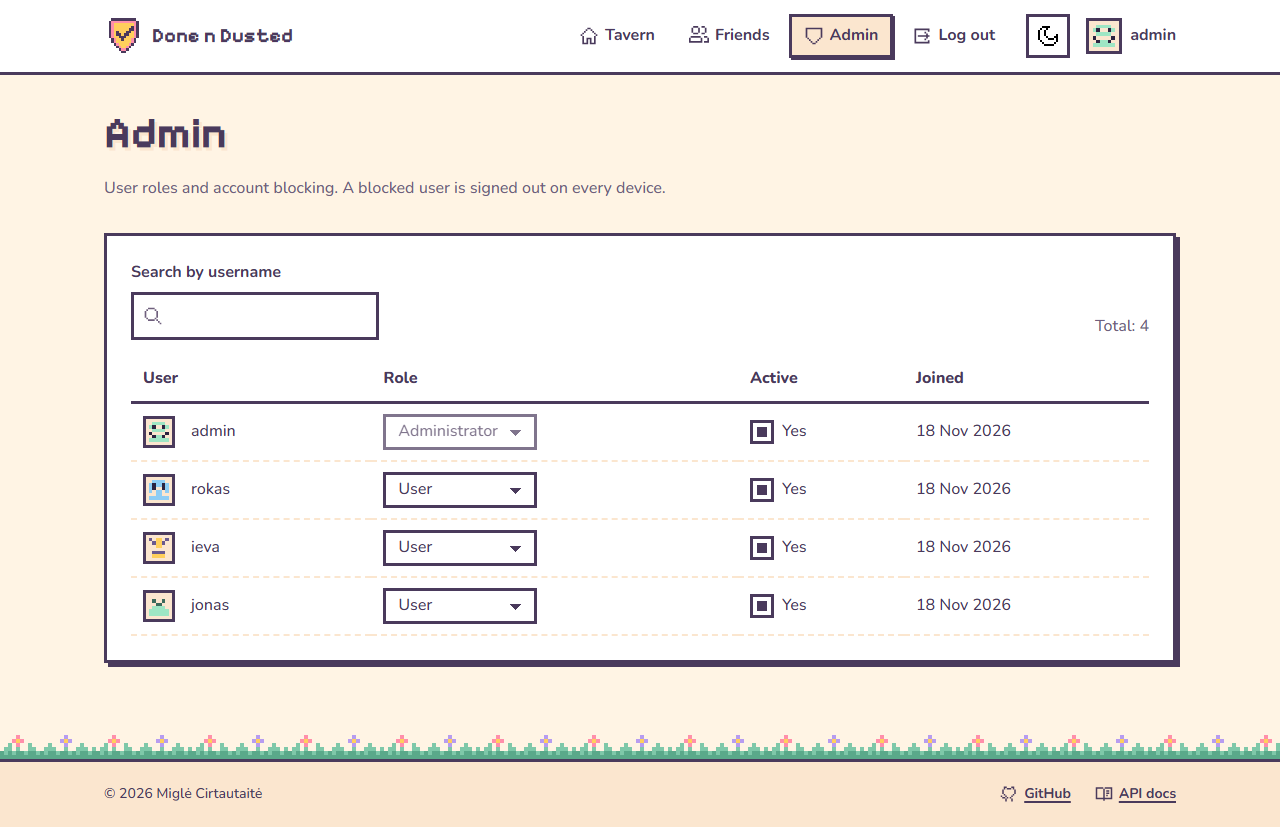 Done n Dusted
Tavern
Friends
Admin
Log out
admin
Admin
User roles and account blocking. A blocked user is signed out on every device.
Search by username
Total: 4
User Role Active Joined
admin Administrator Yes 18 Nov 2026
rokas User Yes 18 Nov 2026
ieva User Yes 18 Nov 2026
jonas User Yes 18 Nov 2026
© 2026 Miglė Cirtautaitė
GitHub
API docs